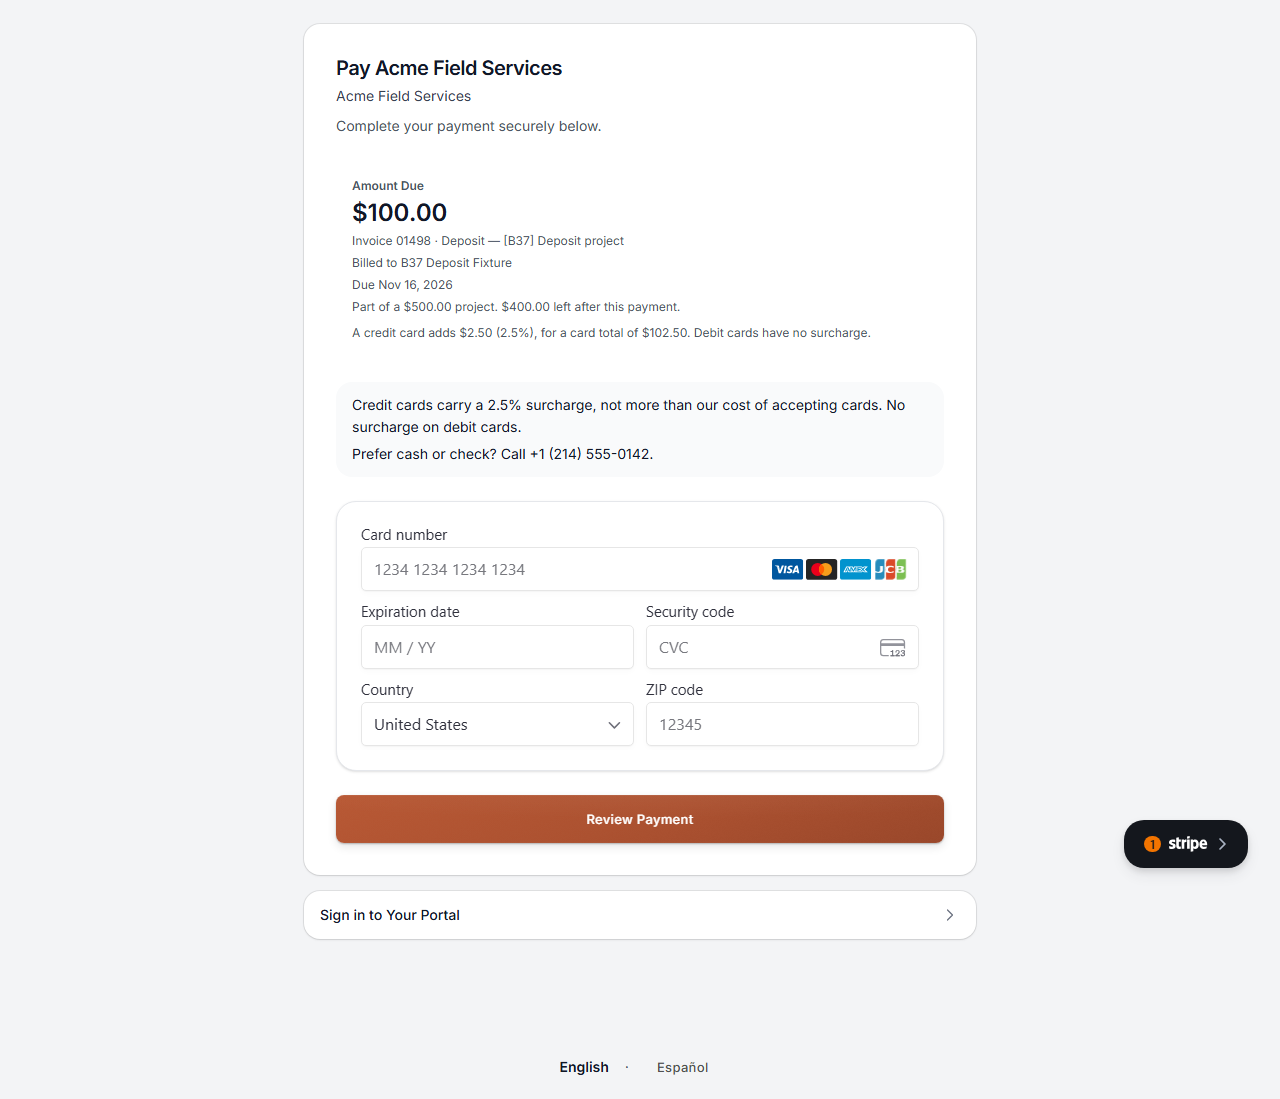 Pay Acme Field Services
Acme Field Services
Complete your payment securely below.
Amount Due
$100.00
Invoice 01498 · Deposit — [B37] Deposit project
Billed to B37 Deposit Fixture
Due Nov 16, 2026
Part of a $500.00 project. $400.00 left after this payment.
A credit card adds $2.50 (2.5%), for a card total of $102.50. Debit cards have no surcharge.
Credit cards carry a 2.5% surcharge, not more than our cost of accepting cards. No
surcharge on debit cards.
Prefer cash or check? Call +1 (214) 555-0142.
Card number
1234 1234 1234 1234
VISA
AMEX
JCB
Expiration date
Security code
MM / YY
CVC
123
Country
ZIP code
United States
12345
Review Payment
1 stripe
Sign in to Your Portal
English · Español